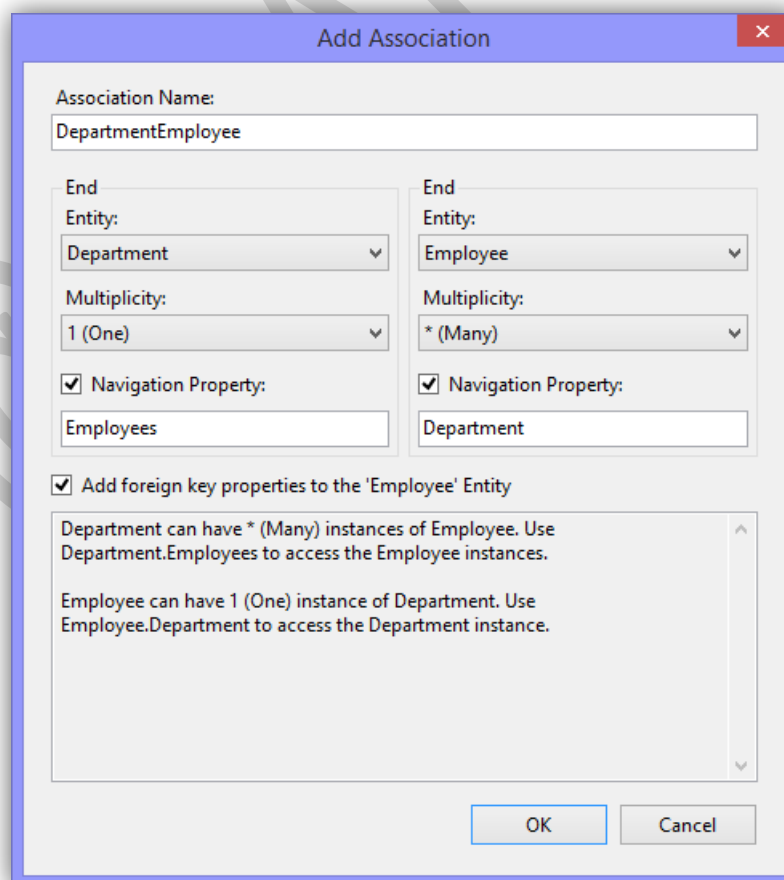 Add Association
Association Name:
DepartmentEmployee
End
Entity:
Department
Multiplicity:
1 (One)
Navigation Property:
Employees
End
Entity:
Employee
Multiplicity:
* (Many)
Navigation Property:
Department
Add foreign key properties to the 'Employee' Entity
Department can have * (Many) instances of Employee. Use
Department.Employees to access the Employee instances.
Employee can have 1 (One) instance of Department. Use
Employee.Department to access the Department instance.
OK
Cancel